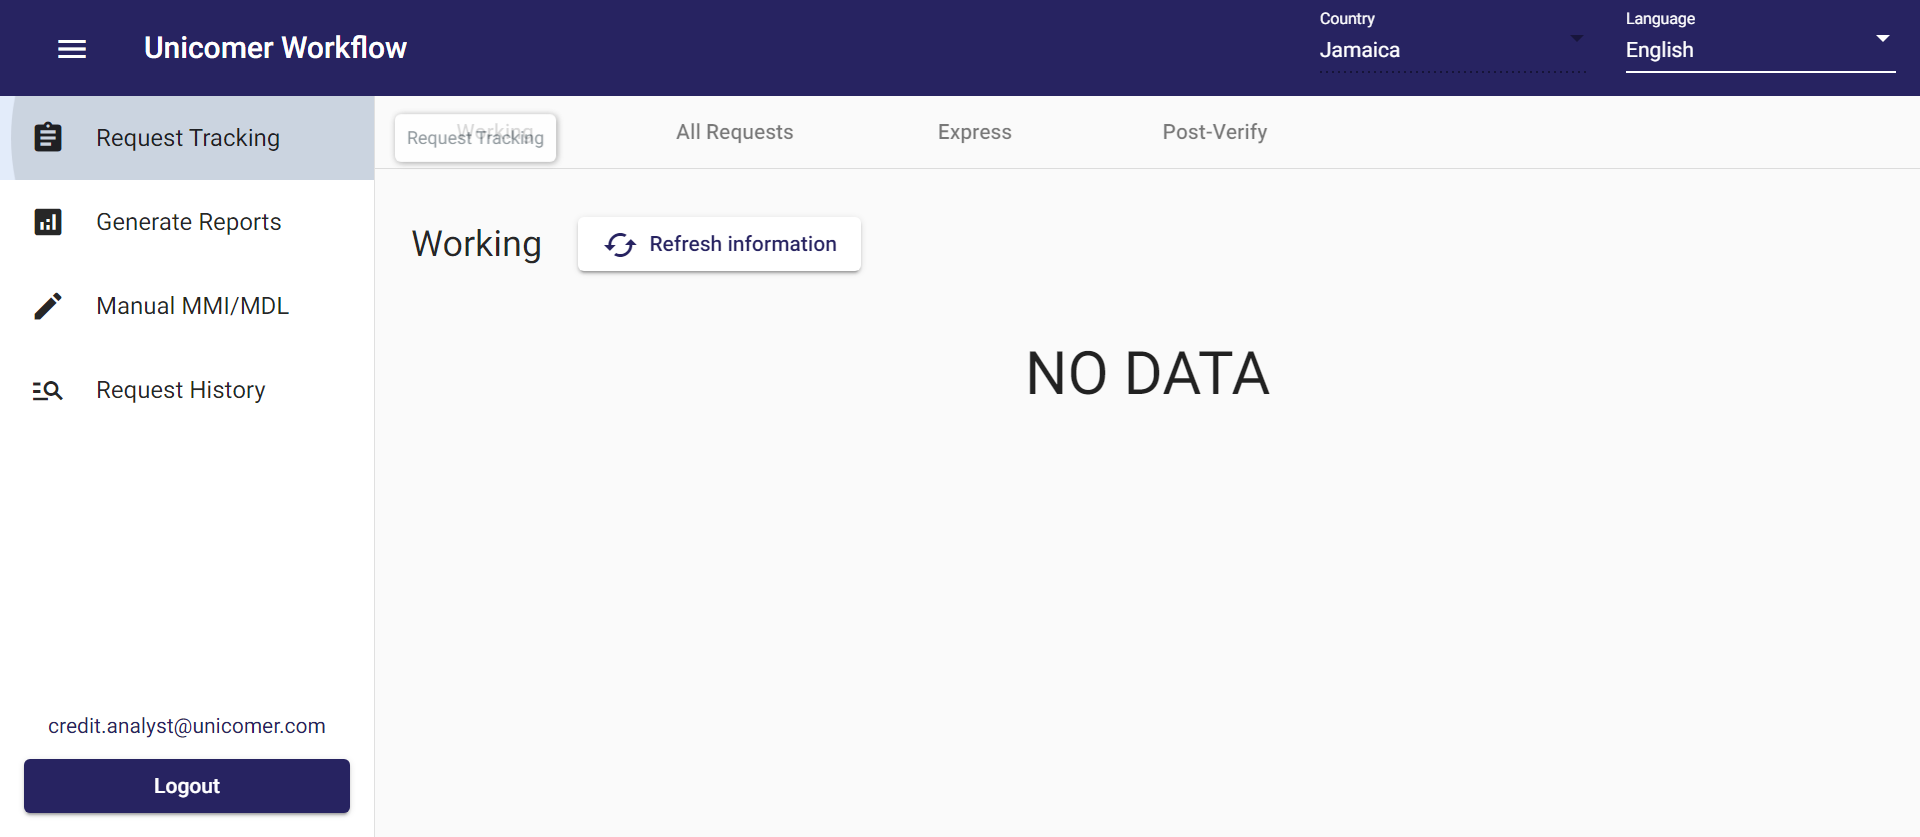 Unicomer Workflow
Country
Jamaica
Language
English
Request Tracking
Generate Reports
Manual MMI/MDL
Request History
credit.analyst@unicomer.com
Logout
Working
Request Tracking
All Requests
Express
Post-Verify
Working
Refresh information
NO DATA